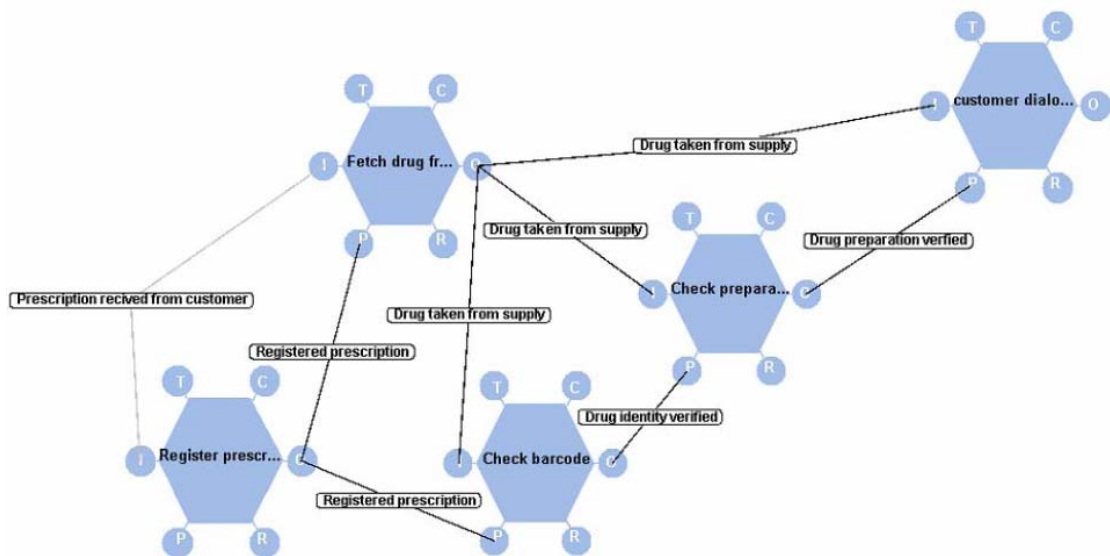 T C
I customer dialo... O
P R
T C
I Fetch drug fr... O
P R
Drug taken from supply
Drug taken from supply
T C
I Check prepara... O
P R
Drug preparation verfied
Prescription recived from customer
Drug taken from supply
Registered prescription
T C
I Register prescr... O
P R
T C
I Check barcode O
P R
Drug identity verified
Registered prescription